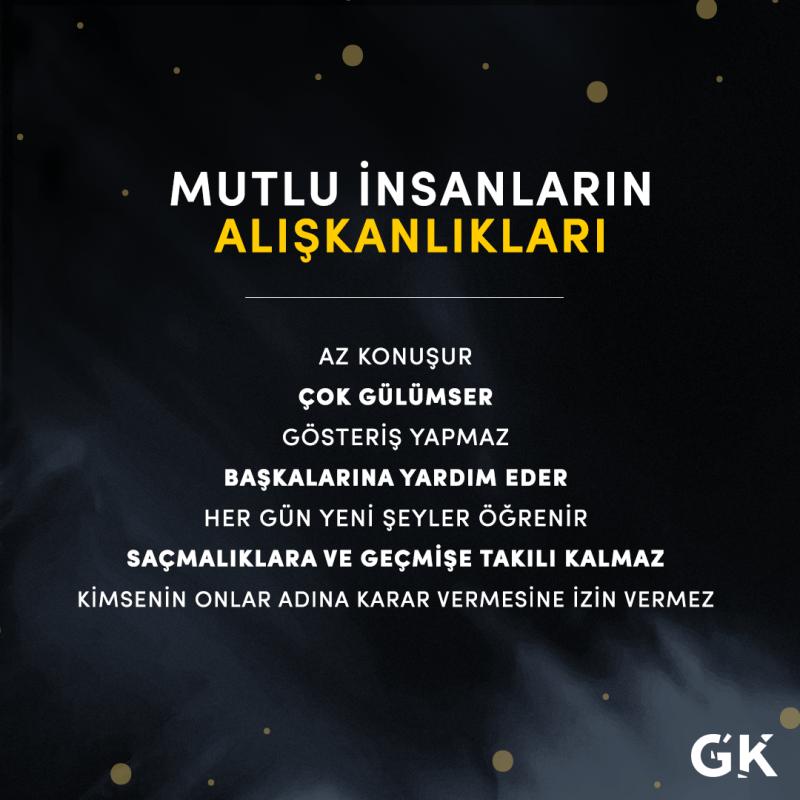 MUTLU İNSANLARIN
ALIŞKANLIKLARI
AZ KONUŞUR
ÇOK GÜLÜMSER
GÖSTERİŞ YAPMAZ
BAŞKALARINA YARDIM EDER
HER GÜN YENİ ŞEYLER ÖĞRENİR
SAÇMALIKLARA VE GEÇMİŞE TAKILI KALMAZ
KİMSENİN ONLAR ADINA KARAR VERMESİNE İZİN VERMEZ
GK